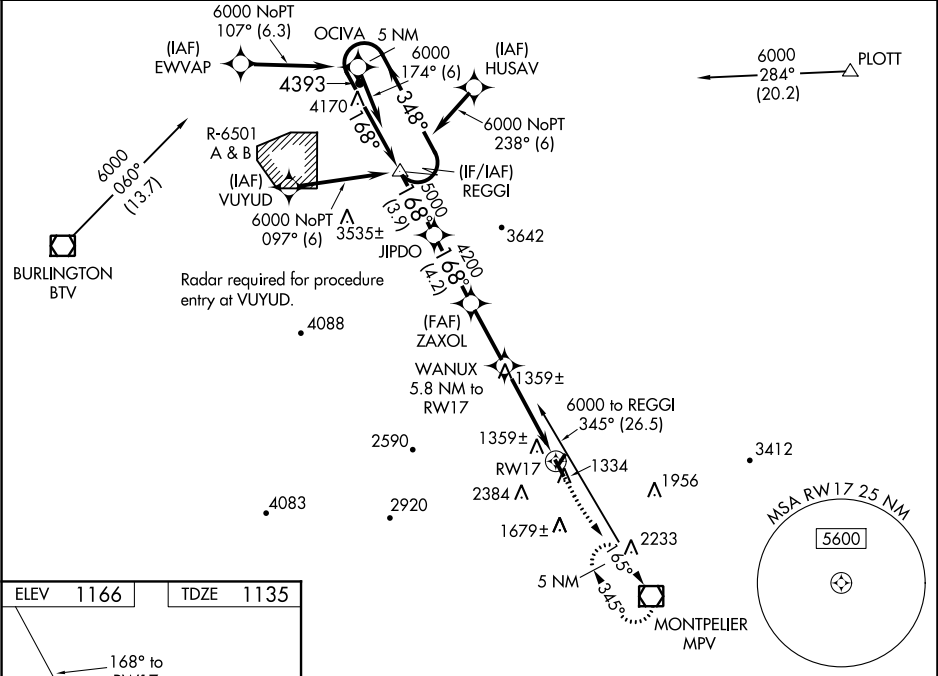 6000 NoPT
107° (6.3)
(IAF)
EWVAP
OCIVA
5 NM
6000
174° (6)
(IAF)
HUSAV
6000
284°
(20.2)
PLOTT
4393
4170
168°
348°
6000 NoPT
238° (6)
R-6501
A & B
(IAF)
VUYUD
6000
060°
(13.7)
6000 NoPT
097° (6)
(IF/IAF)
REGGI
5000
168°
(3.9)
3535±
3642
JIPDO
BURLINGTON
BTV
Radar required for procedure
entry at VUYUD.
4200
168°
(4.2)
4088
(FAF)
ZAXOL
WANUX
5.8 NM to
RW17
1359±
6000 to REGGI
345° (26.5)
2590
1359±
RW17
1334
3412
2384
1956
4083
2920
1679±
2233
MSA RW17 25 NM
5600
165°
5 NM
345°
MONTPELIER
MPV
ELEV 1166
TDZE 1135
168° to